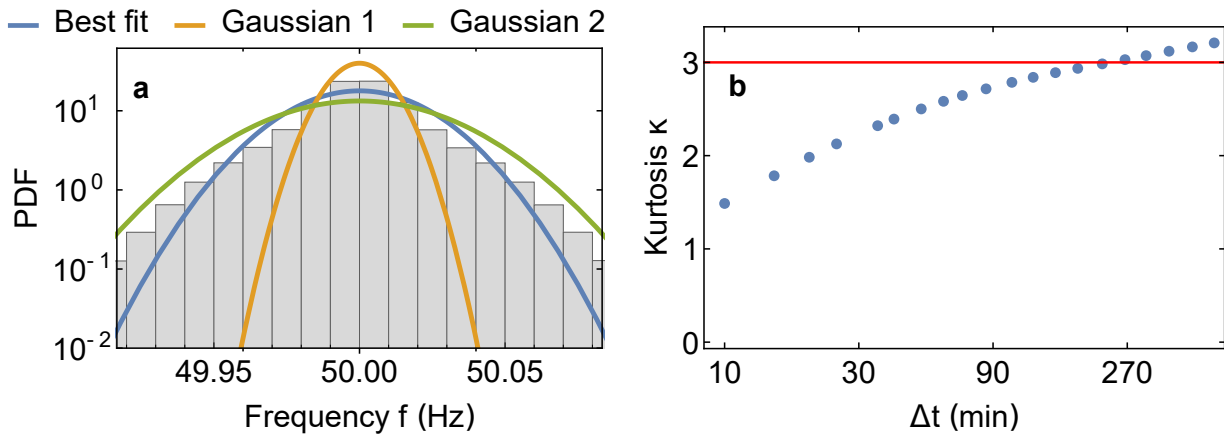 Best fit Gaussian 1 Gaussian 2
a
PDF
10^1
10^0
10^-1
10^-2
49.95 50.00 50.05
Frequency f (Hz)
b
Kurtosis κ
3
2
1
0
10 30 90 270
Δt (min)